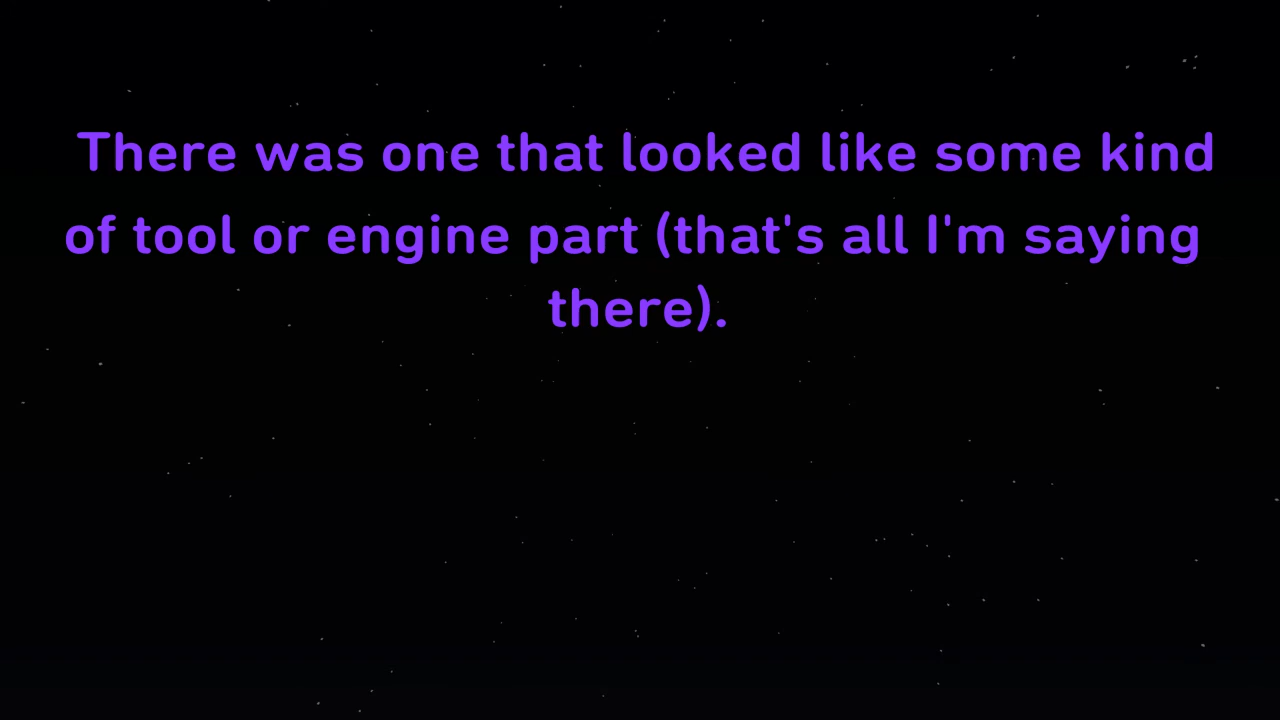 There was one that looked like some kind
of tool or engine part (that's all I'm saying
there).